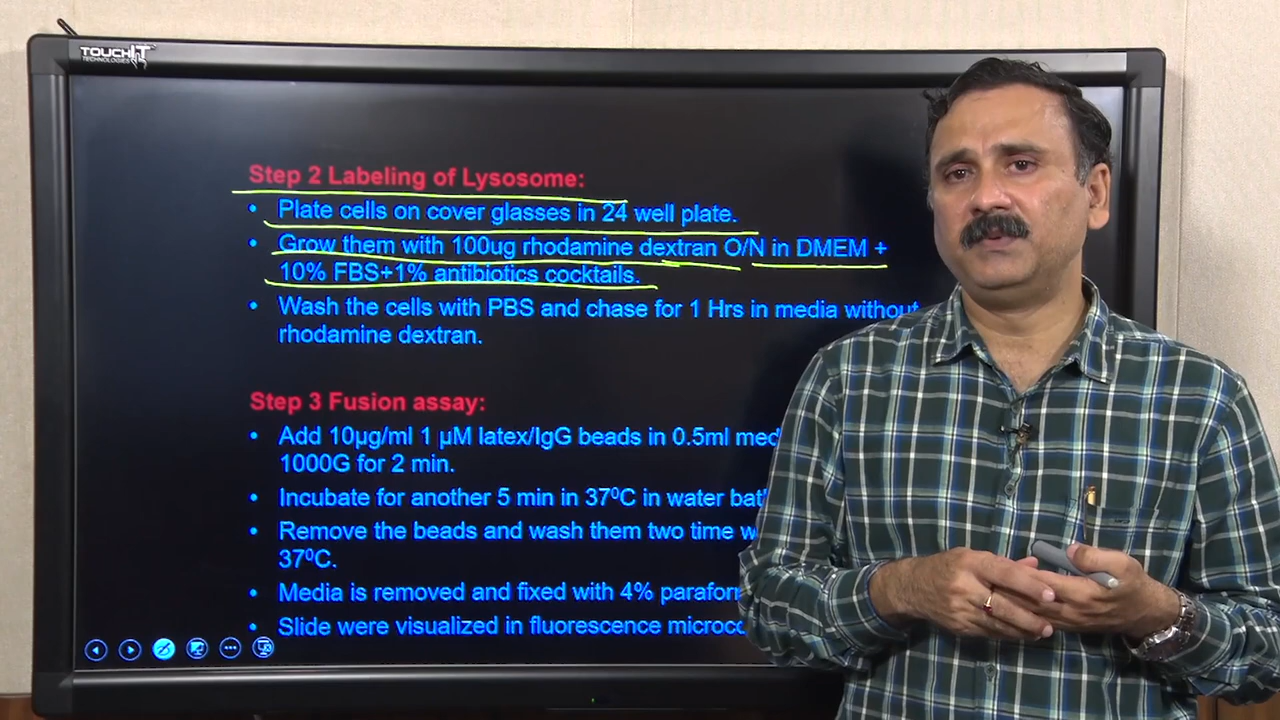 TOUCHIT
TECHNOLOGIES
Step 2 Labeling of Lysosome:
• Plate cells on cover glasses in 24 well plate.
• Grow them with 100ug rhodamine dextran O/N in DMEM +
10% FBS+1% antibiotics cocktails.
• Wash the cells with PBS and chase for 1 Hrs in media without
rhodamine dextran.
Step 3 Fusion assay:
• Add 10µg/ml 1 µM latex/IgG beads in 0.5ml med
1000G for 2 min.
• Incubate for another 5 min in 37⁰C in water bat
• Remove the beads and wash them two time w
37⁰C.
• Media is removed and fixed with 4% parafor
• Slide were visualized in fluorescence microc